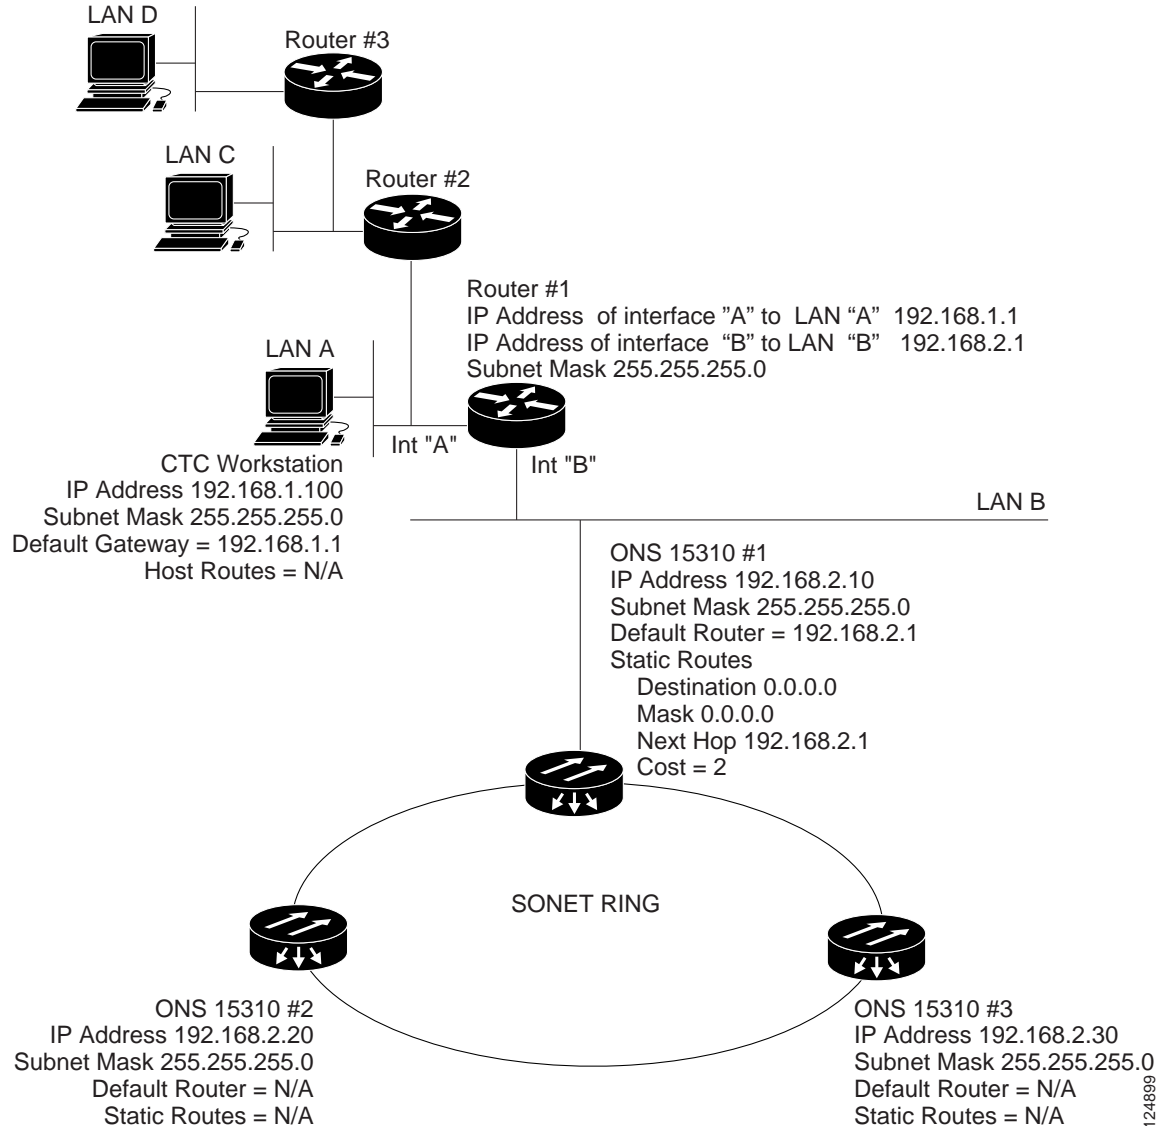 LAN D
Router #3
LAN C
Router #2
Router #1
IP Address  of interface ”A” to  LAN “A”  192.168.1.1
IP Address of interface  “B” to LAN  “B”   192.168.2.1
Subnet Mask 255.255.255.0
LAN A
Int "A"
Int "B"
CTC Workstation
IP Address 192.168.1.100
Subnet Mask 255.255.255.0
Default Gateway = 192.168.1.1
Host Routes = N/A
LAN B
ONS 15310 #1
IP Address 192.168.2.10
Subnet Mask 255.255.255.0
Default Router = 192.168.2.1
Static Routes
Destination 0.0.0.0
Mask 0.0.0.0
Next Hop 192.168.2.1
Cost = 2
SONET RING
ONS 15310 #2
IP Address 192.168.2.20
Subnet Mask 255.255.255.0
Default Router = N/A
Static Routes = N/A
ONS 15310 #3
IP Address 192.168.2.30
Subnet Mask 255.255.255.0
Default Router = N/A
Static Routes = N/A
124899